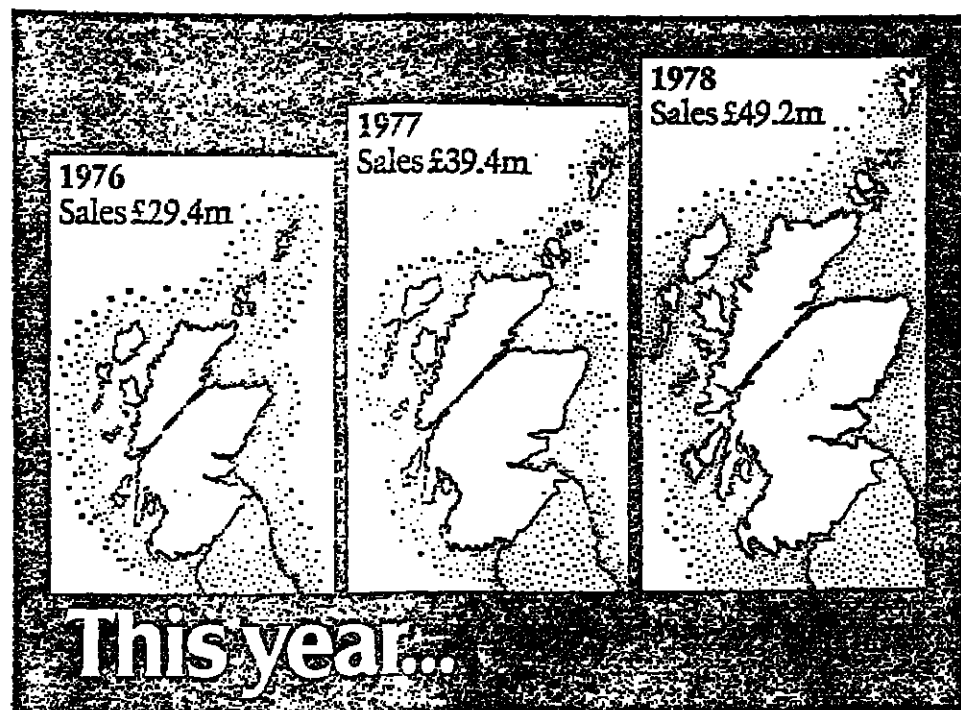 1976
Sales £29.4m
1977
Sales £39.4m
1978
Sales £49.2m
This year...